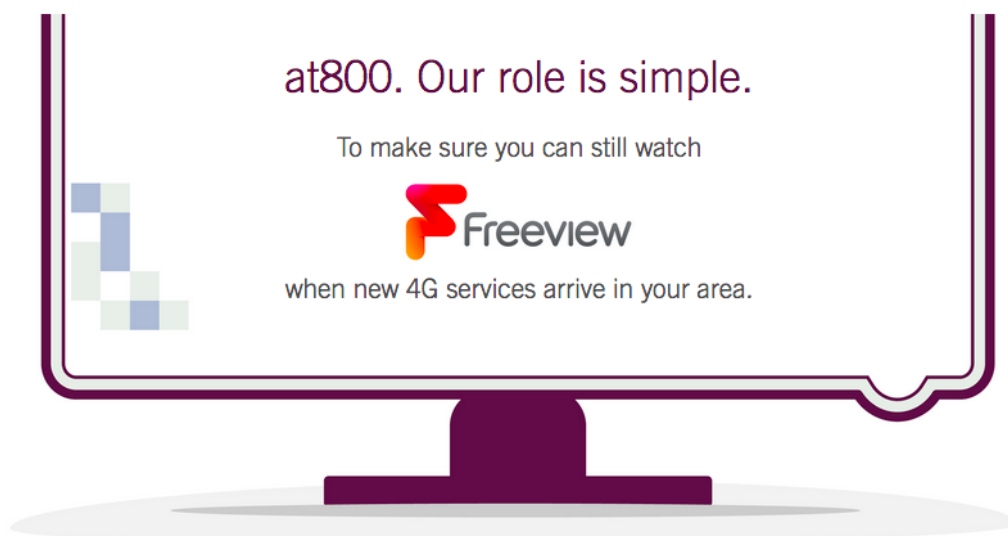 at800. Our role is simple.
To make sure you can still watch
Freeview
when new 4G services arrive in your area.